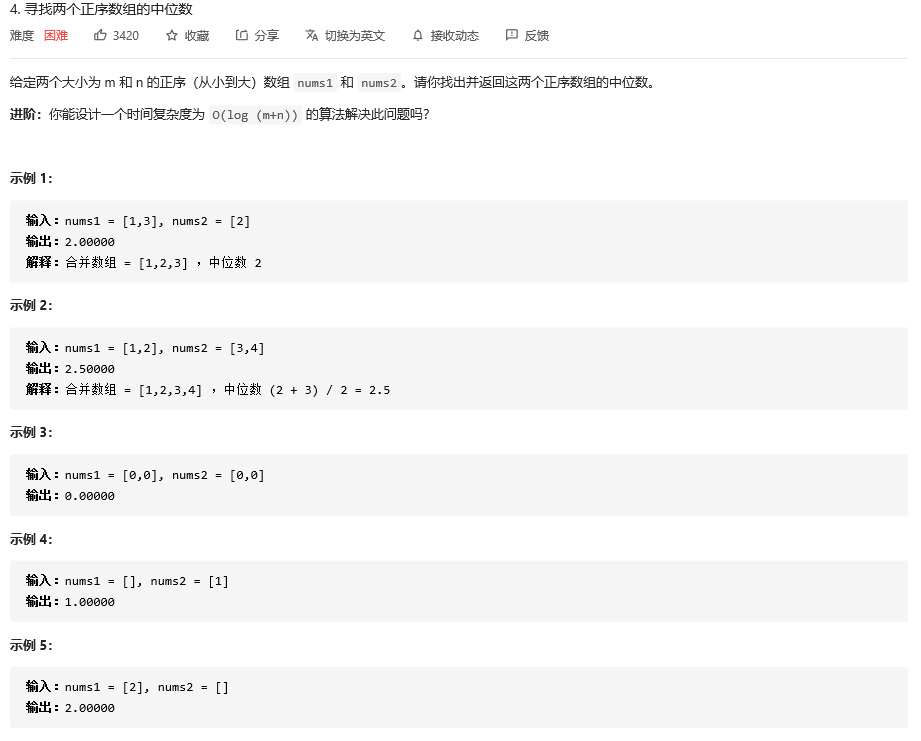 4. 寻找两个正序数组的中位数
难度 困难 3420 收藏 分享 切换为英文 接收动态 反馈
给定两个大小为 m 和 n 的正序（从小到大）数组 nums1 和 nums2。请你找出并返回这两个正序数组的中位数。
进阶：你能设计一个时间复杂度为 O(log (m+n)) 的算法解决此问题吗？
示例 1：
输入：nums1 = [1,3], nums2 = [2]
输出：2.00000
解释：合并数组 = [1,2,3] ，中位数 2
示例 2：
输入：nums1 = [1,2], nums2 = [3,4]
输出：2.50000
解释：合并数组 = [1,2,3,4] ，中位数 (2 + 3) / 2 = 2.5
示例 3：
输入：nums1 = [0,0], nums2 = [0,0]
输出：0.00000
示例 4：
输入：nums1 = [], nums2 = [1]
输出：1.00000
示例 5：
输入：nums1 = [2], nums2 = []
输出：2.00000